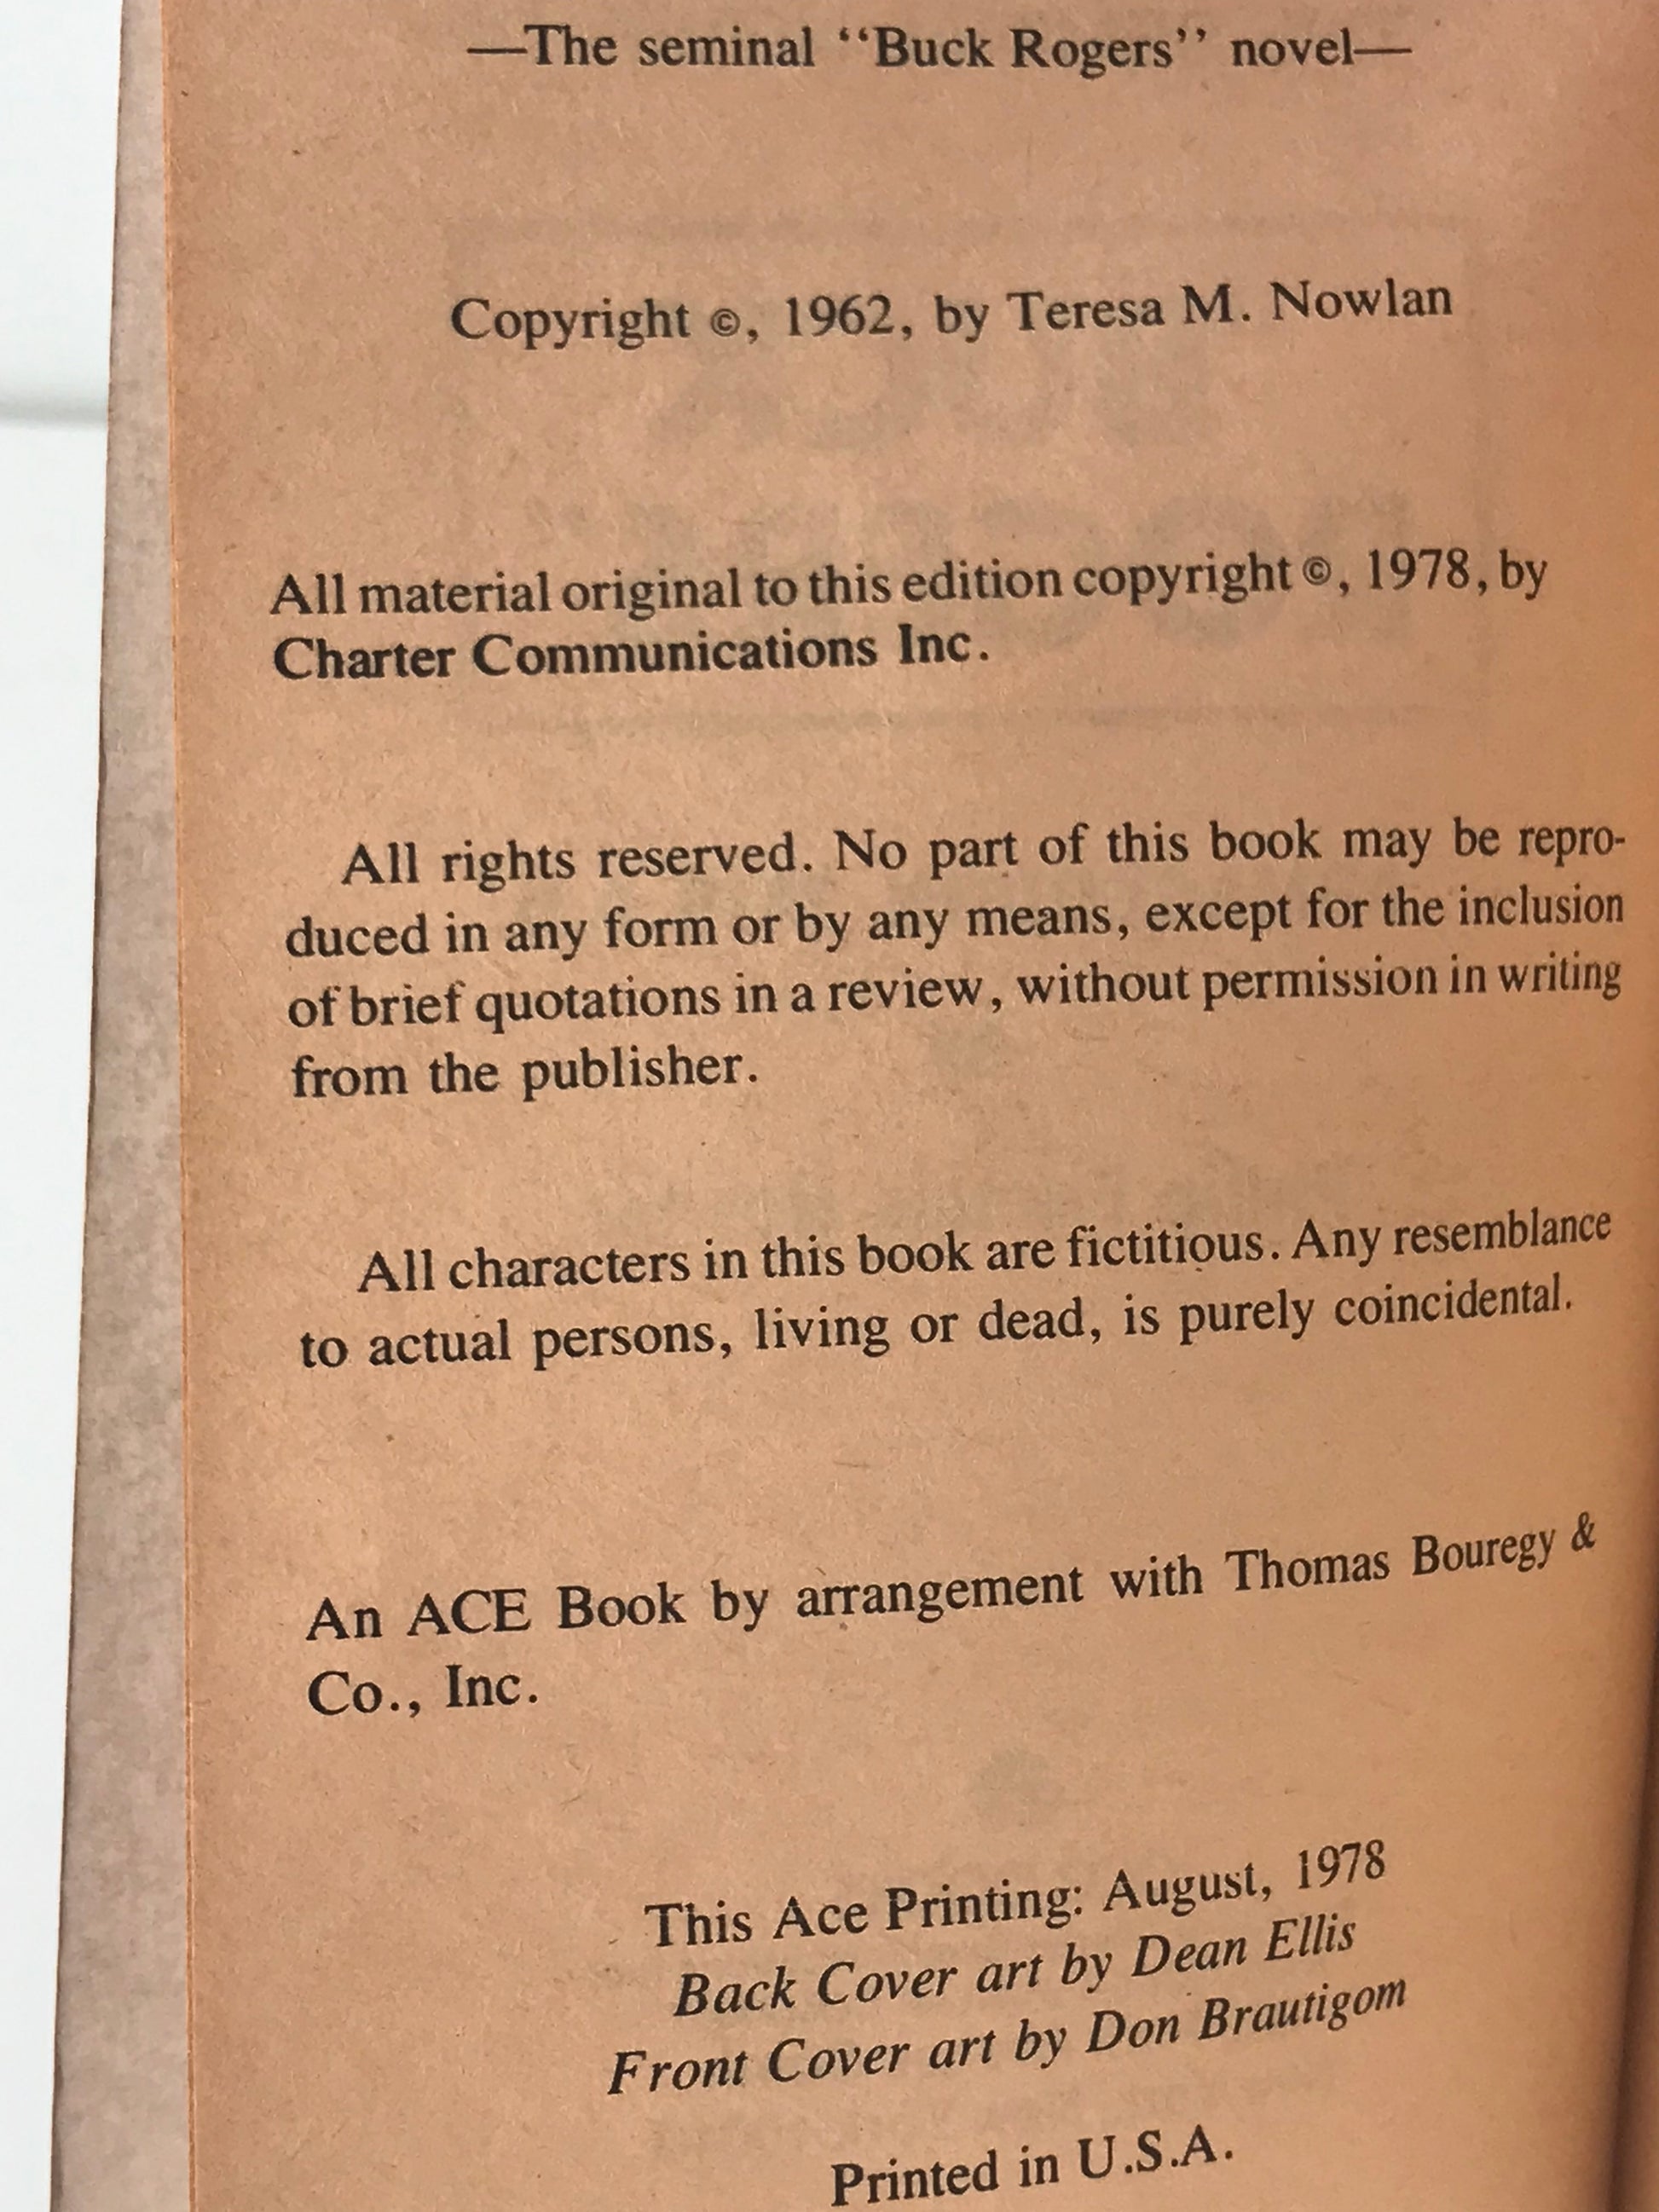 —The seminal ‘‘Buck Rogers’’ novel—
Copyright ©, 1962, by Teresa M. Nowlan
All material original to this edition copyright ©, 1978, by
Charter Communications Inc.
All rights reserved. No part of this book may be repro-
duced in any form or by any means, except for the inclusion
of brief quotations in a review, without permission in writing
from the publisher.
All characters in this book are fictitious. Any resemblance
to actual persons, living or dead, is purely coincidental.
An ACE Book by arrangement with Thomas Bouregy &
Co., Inc.
This Ace Printing: August, 1978
Back Cover art by Dean Ellis
Front Cover art by Don Brautigom
Printed in U.S.A.